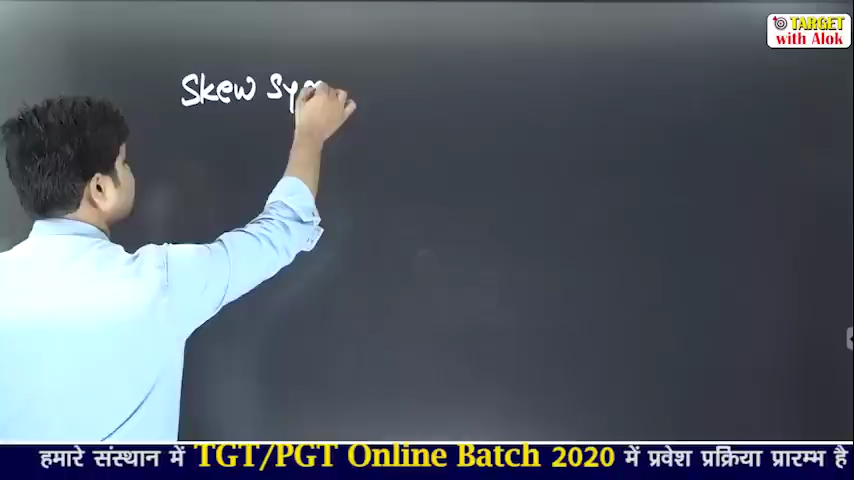 TARGET
with Alok
Skew Sy
हमारे संस्थान में TGT/PGT Online Batch 2020 में प्रवेश प्रक्रिया प्रारम्भ है